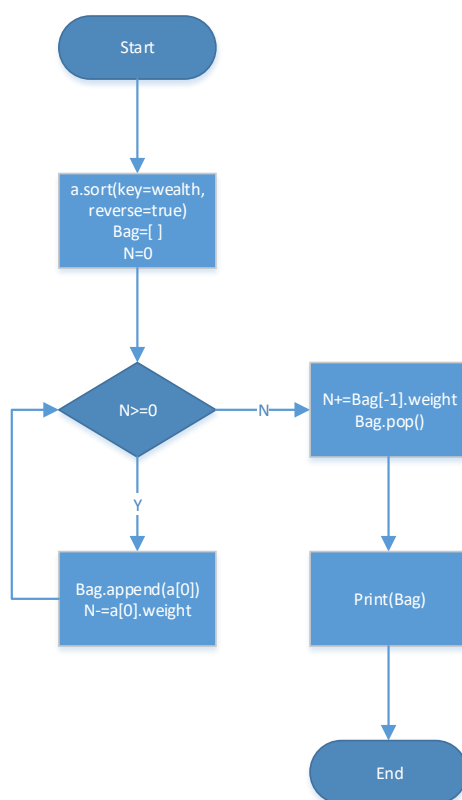 Start
a.sort(key=wealth,
reverse=true)
Bag=[ ]
N=0
N>=0
N
Y
Bag.append(a[0])
N-=a[0].weight
N+=Bag[-1].weight
Bag.pop()
Print(Bag)
End